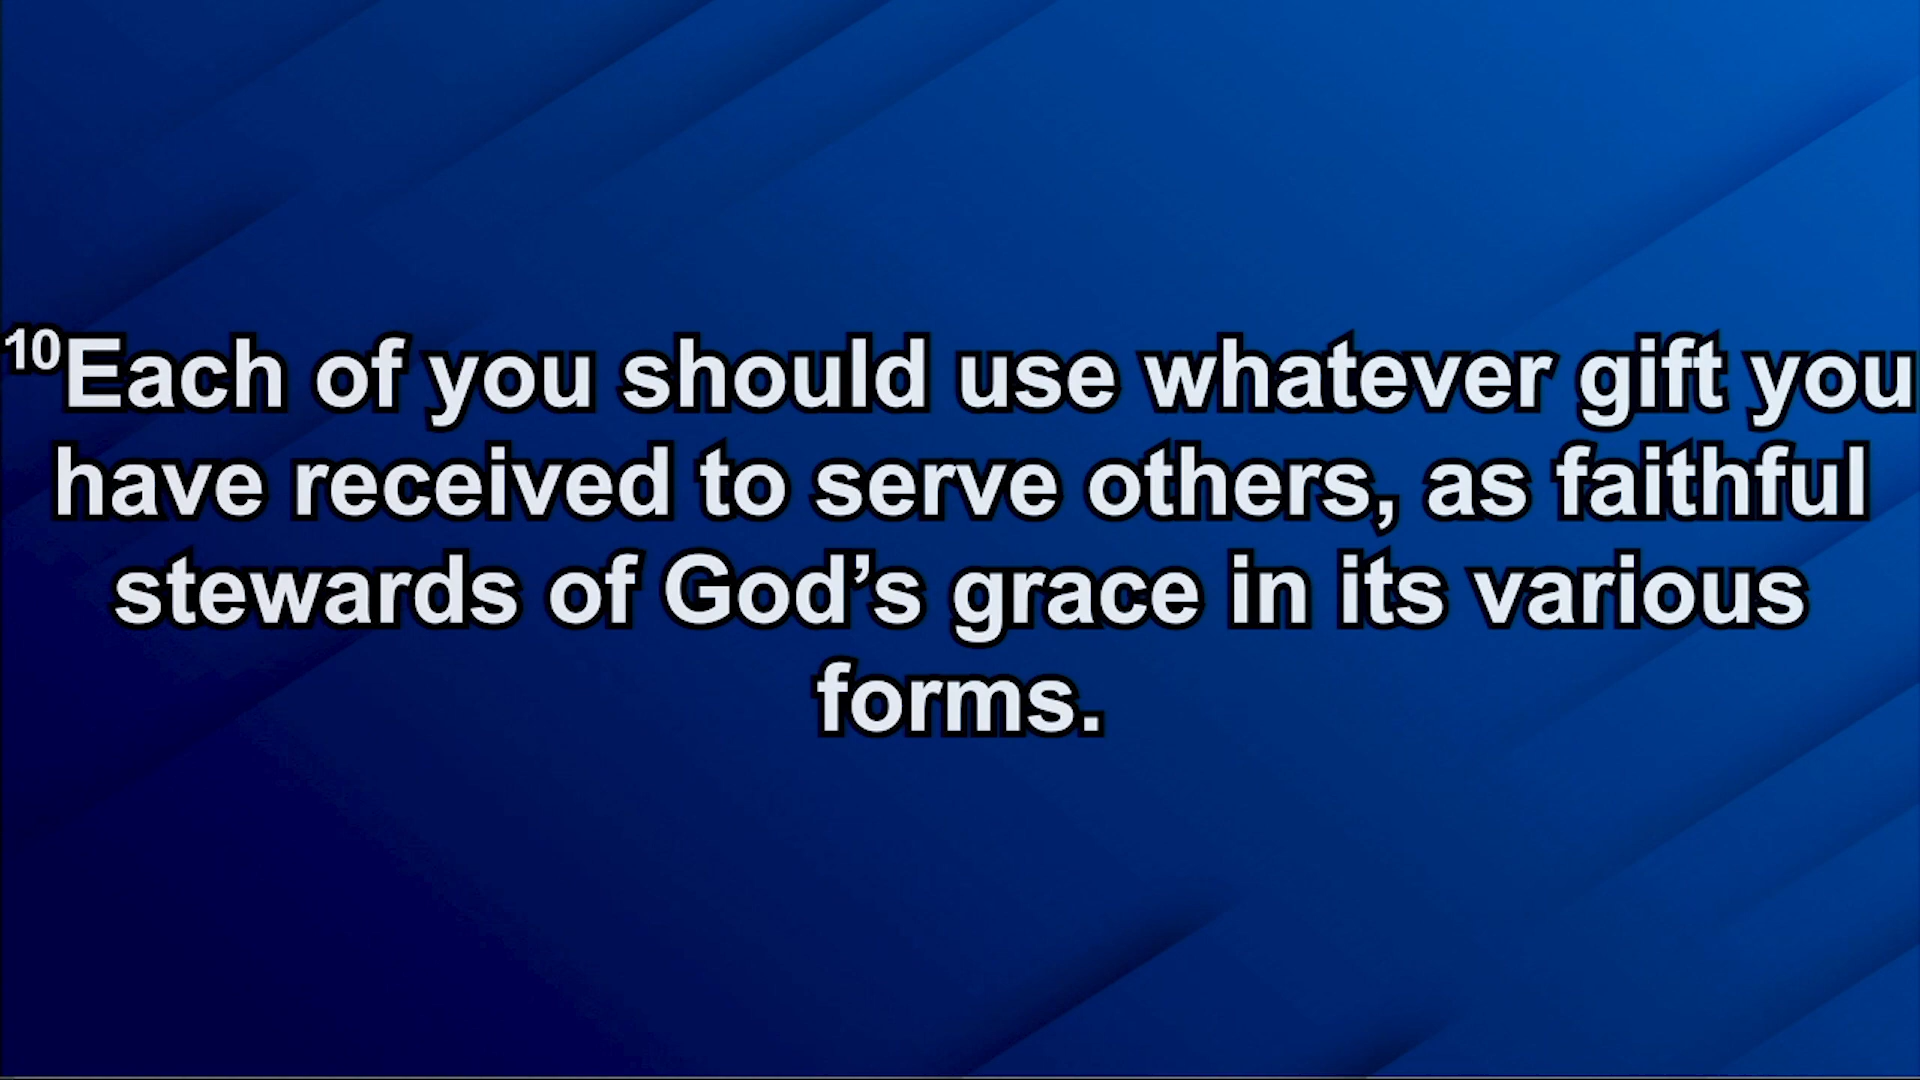 ¹⁰Each of you should use whatever gift you
have received to serve others, as faithful
stewards of God’s grace in its various
forms.